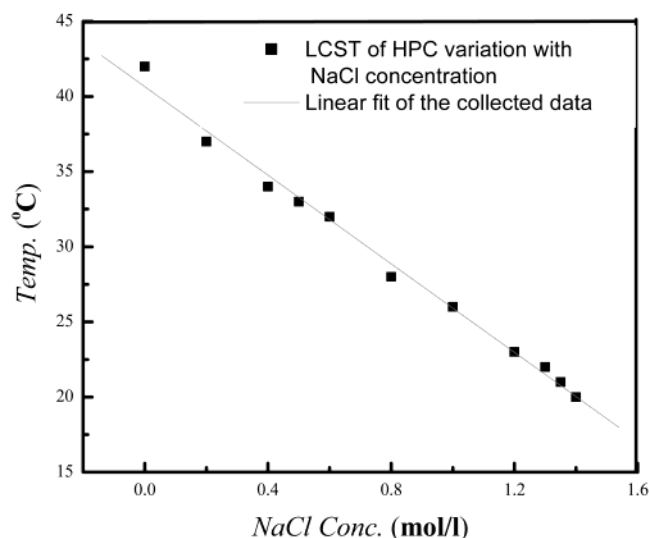 45
40
35
30
25
20
15
Temp. (°C)
LCST of HPC variation with
NaCl concentration
Linear fit of the collected data
0.0 0.4 0.8 1.2 1.6
NaCl Conc. (mol/l)